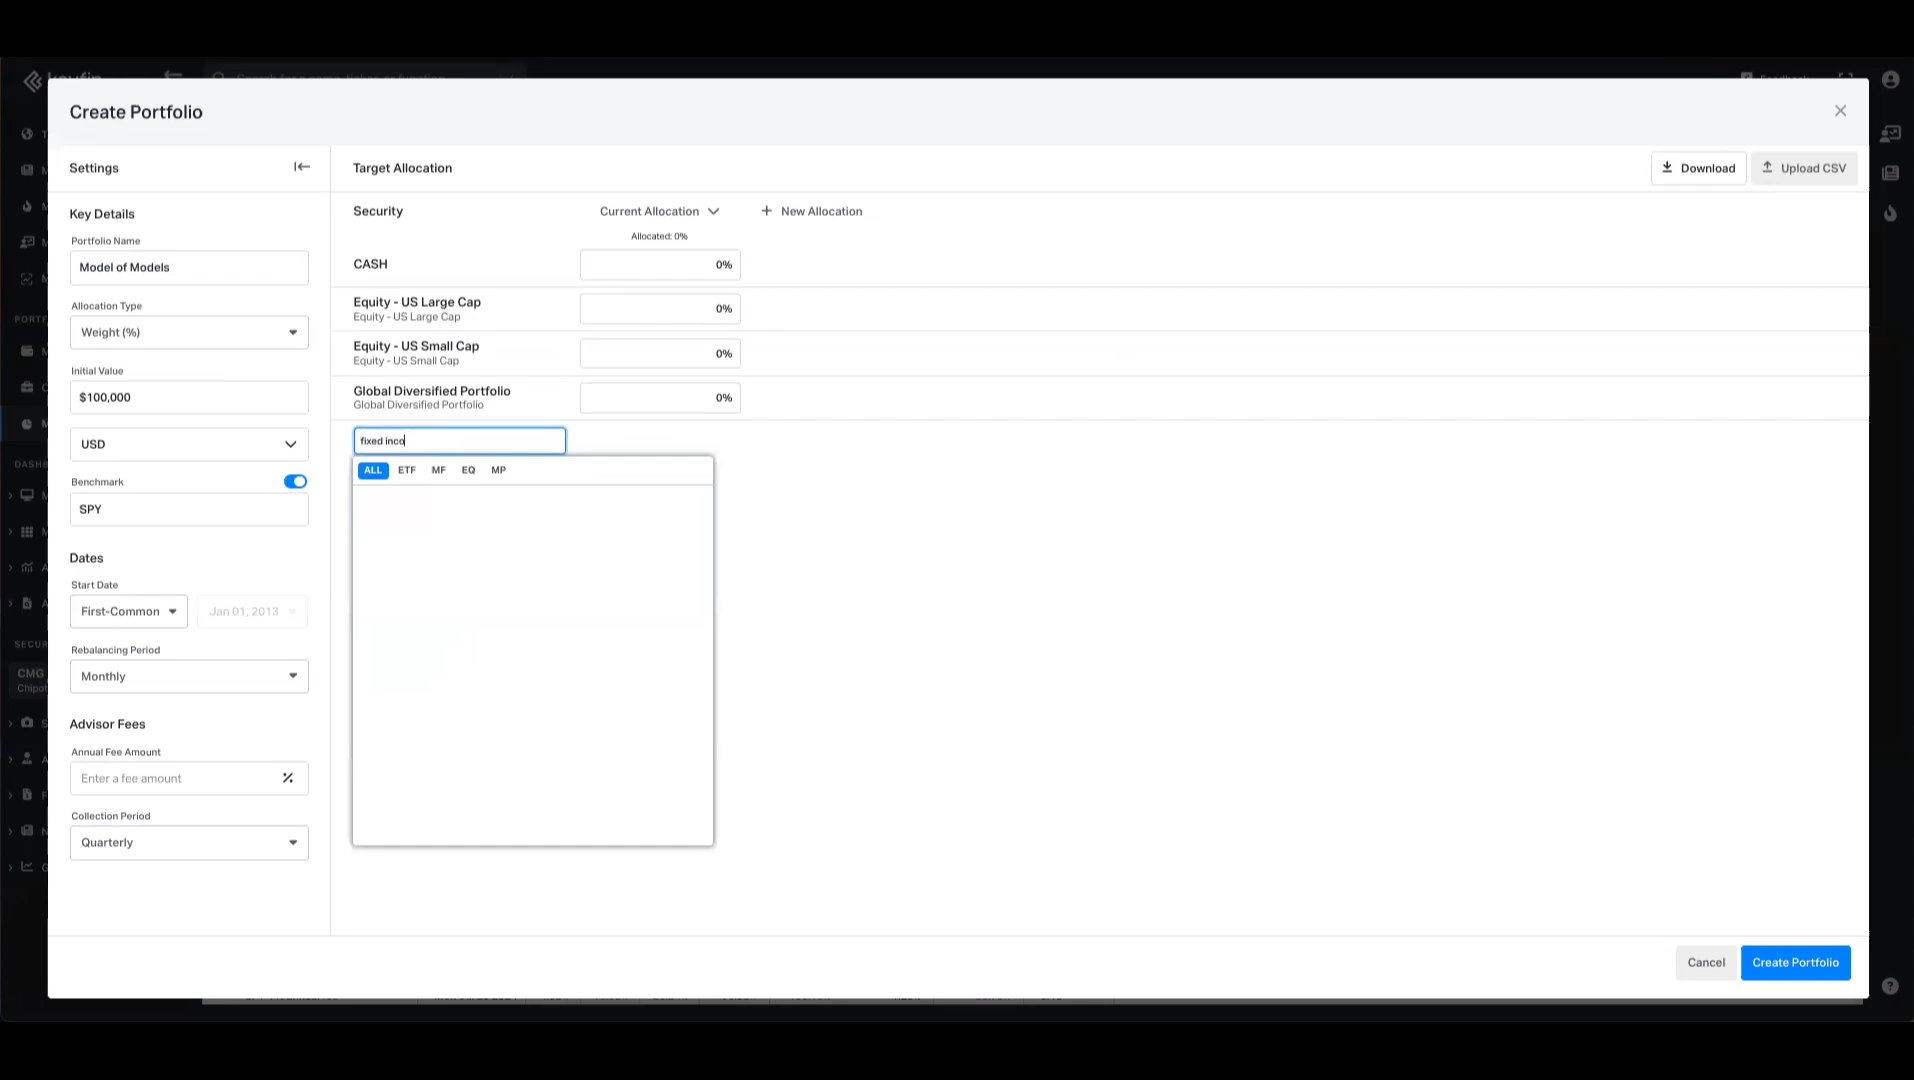 Create Portfolio
Settings
Target Allocation
Download
Upload CSV
Key Details
Security
Current Allocation
New Allocation
Allocated: 0%
Portfolio Name
Model of Models
CASH
0%
Allocation Type
Weight (%)
Equity - US Large Cap
Equity - US Large Cap
0%
Equity - US Small Cap
Equity - US Small Cap
0%
Initial Value
$100,000
Global Diversified Portfolio
Global Diversified Portfolio
0%
USD
fixed inco
ALL ETF MF EQ MP
Benchmark
SPY
Dates
Start Date
First-Common
Jan 01, 2013
Rebalancing Period
Monthly
Advisor Fees
Annual Fee Amount
Enter a fee amount
%
Collection Period
Quarterly
Cancel
Create Portfolio
CMG